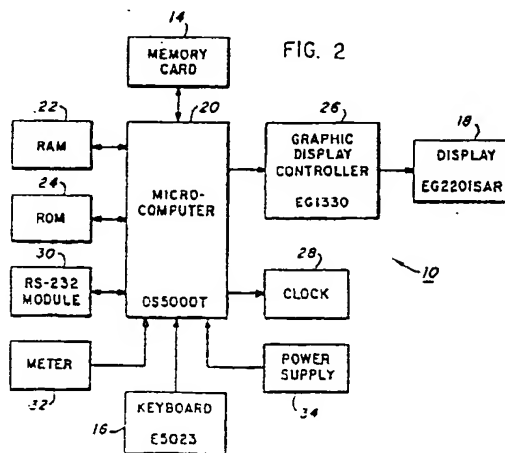 14
FIG. 2
MEMORY
CARD
22
20
26
18
RAM
GRAPHIC
DISPLAY
CONTROLLER
EG1330
DISPLAY
EG2201SAR
24
MICRO-
COMPUTER
ROM
30
28
10
RS-232
MODULE
DS5000T
CLOCK
METER
POWER
SUPPLY
32
34
KEYBOARD
E5023
16